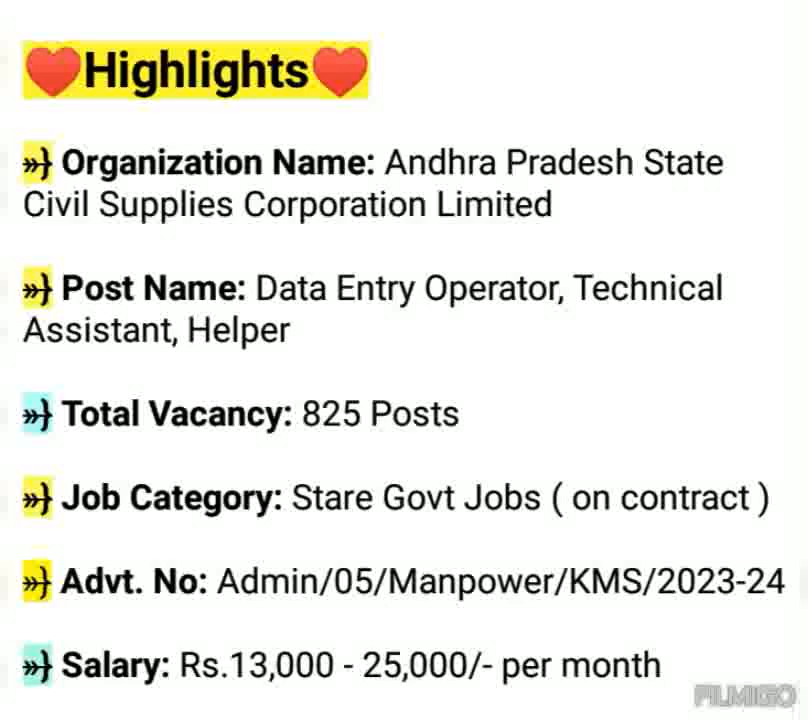 ❤️Highlights❤️
»} Organization Name: Andhra Pradesh State
Civil Supplies Corporation Limited
»} Post Name: Data Entry Operator, Technical
Assistant, Helper
»} Total Vacancy: 825 Posts
»} Job Category: Stare Govt Jobs ( on contract )
»} Advt. No: Admin/05/Manpower/KMS/2023-24
»} Salary: Rs.13,000 - 25,000/- per month
FILMIGO